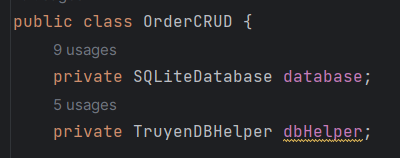 public class OrderCRUD {
9 usages
private SQLiteDatabase database;
5 usages
private TruyenDBHelper dbHelper;